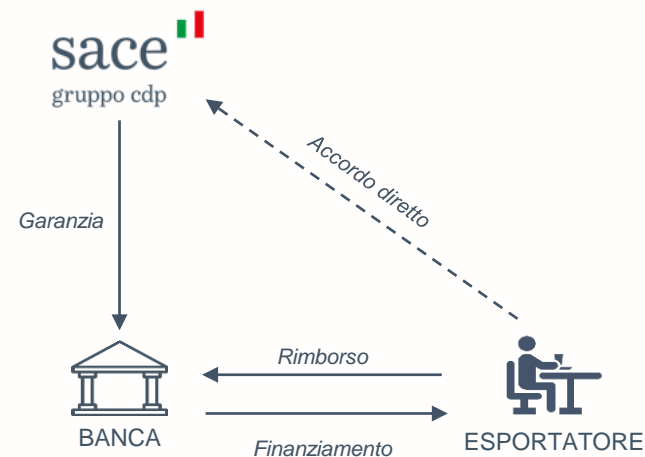 sace
gruppo cdp
Accordo diretto
Garanzia
Rimborso
BANCA
Finanziamento
ESPORTATORE